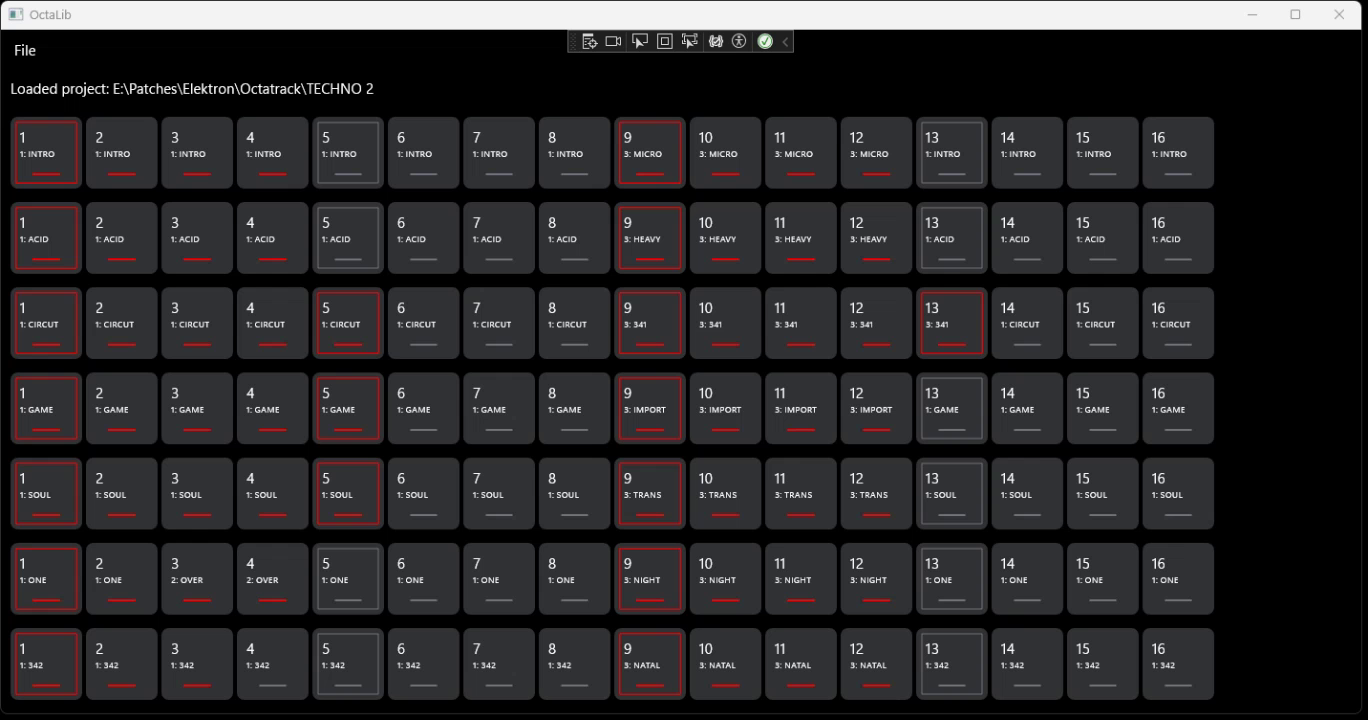 OctaLib
File
Loaded project: E:\Patches\Elektron\Octatrack\TECHNO 2
1 2 3 4 5 6 7 8 9 10 11 12 13 14 15 16
1: INTRO 1: INTRO 1: INTRO 1: INTRO 1: INTRO 1: INTRO 1: INTRO 1: INTRO 3: MICRO 3: MICRO 3: MICRO 3: MICRO 1: INTRO 1: INTRO 1: INTRO 1: INTRO
1 2 3 4 5 6 7 8 9 10 11 12 13 14 15 16
1: ACID 1: ACID 1: ACID 1: ACID 1: ACID 1: ACID 1: ACID 1: ACID 3: HEAVY 3: HEAVY 3: HEAVY 3: HEAVY 1: ACID 1: ACID 1: ACID 1: ACID
1 2 3 4 5 6 7 8 9 10 11 12 13 14 15 16
1: CIRCUT 1: CIRCUT 1: CIRCUT 1: CIRCUT 1: CIRCUT 1: CIRCUT 1: CIRCUT 1: CIRCUT 3: 341 3: 341 3: 341 3: 341 3: 341 1: CIRCUT 1: CIRCUT 1: CIRCUT
1 2 3 4 5 6 7 8 9 10 11 12 13 14 15 16
1: GAME 1: GAME 1: GAME 1: GAME 1: GAME 1: GAME 1: GAME 1: GAME 3: IMPORT 3: IMPORT 3: IMPORT 3: IMPORT 1: GAME 1: GAME 1: GAME 1: GAME
1 2 3 4 5 6 7 8 9 10 11 12 13 14 15 16
1: SOUL 1: SOUL 1: SOUL 1: SOUL 1: SOUL 1: SOUL 1: SOUL 1: SOUL 3: TRANS 3: TRANS 3: TRANS 3: TRANS 1: SOUL 1: SOUL 1: SOUL 1: SOUL
1 2 3 4 5 6 7 8 9 10 11 12 13 14 15 16
1: ONE 1: ONE 2: OVER 2: OVER 1: ONE 1: ONE 1: ONE 1: ONE 3: NIGHT 3: NIGHT 3: NIGHT 3: NIGHT 1: ONE 1: ONE 1: ONE 1: ONE
1 2 3 4 5 6 7 8 9 10 11 12 13 14 15 16
1: 342 1: 342 1: 342 1: 342 1: 342 1: 342 1: 342 1: 342 3: NATAL 3: NATAL 3: NATAL 3: NATAL 1: 342 1: 342 1: 342 1: 342